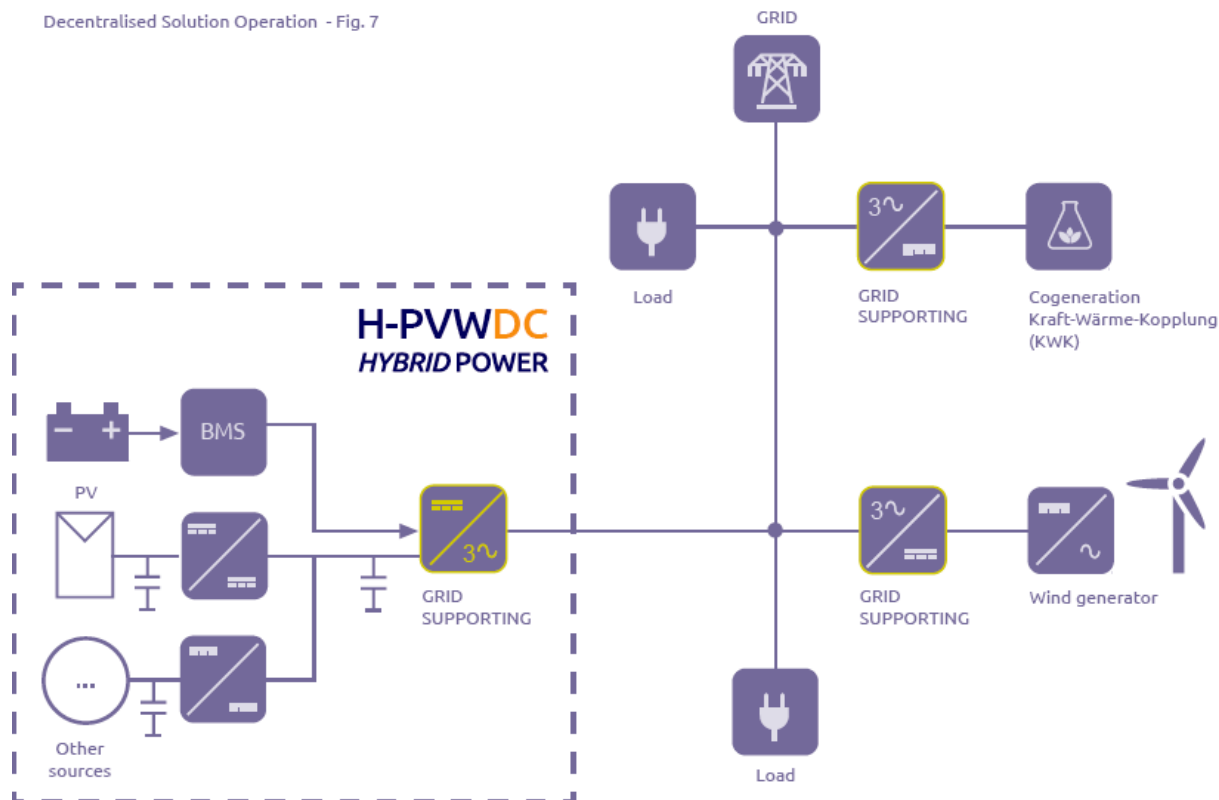 Decentralised Solution Operation - Fig. 7
GRID
3
Load
GRID
SUPPORTING
Cogeneration
Kraft-Wärme-Kopplung
(KWK)
H-PVWDC
HYBRID POWER
BMS
PV
3
GRID
SUPPORTING
3
GRID
SUPPORTING
Wind generator
...
Other
sources
Load